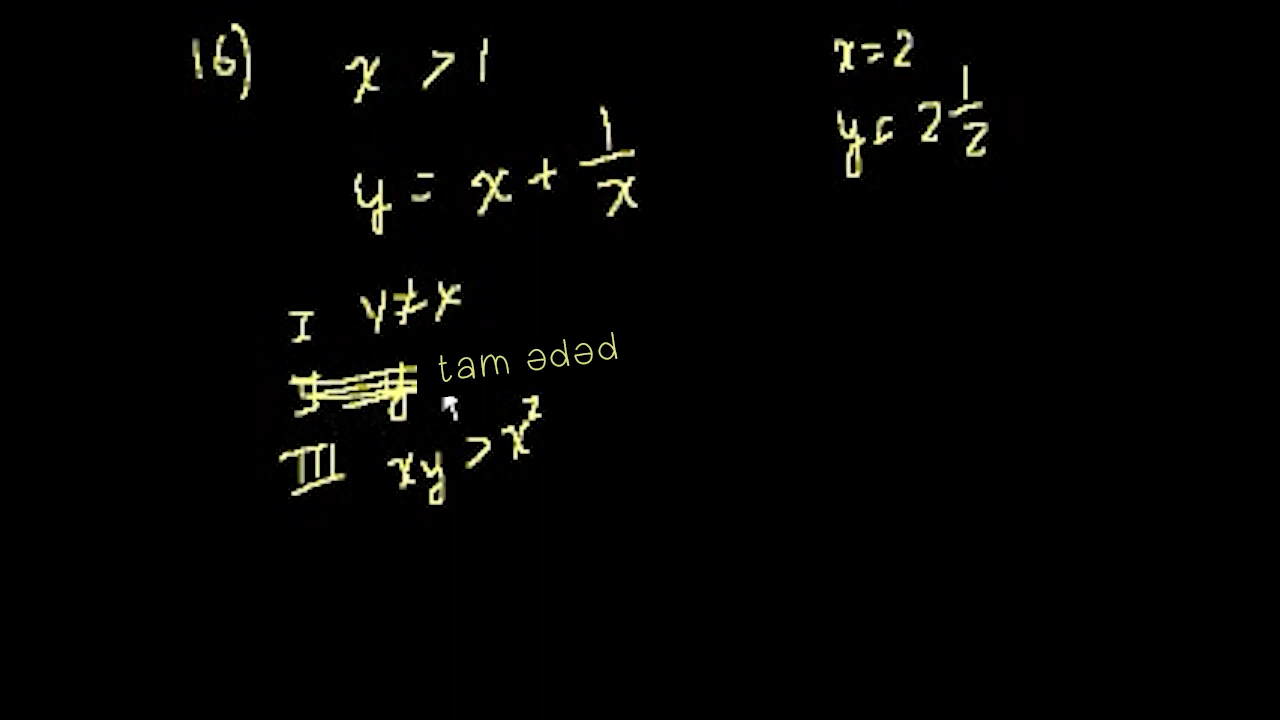 16) x > 1
y = x + 1/x
I y ≠ x
tam ədəd
III xy > x²
x = 2
y = 2 1/2